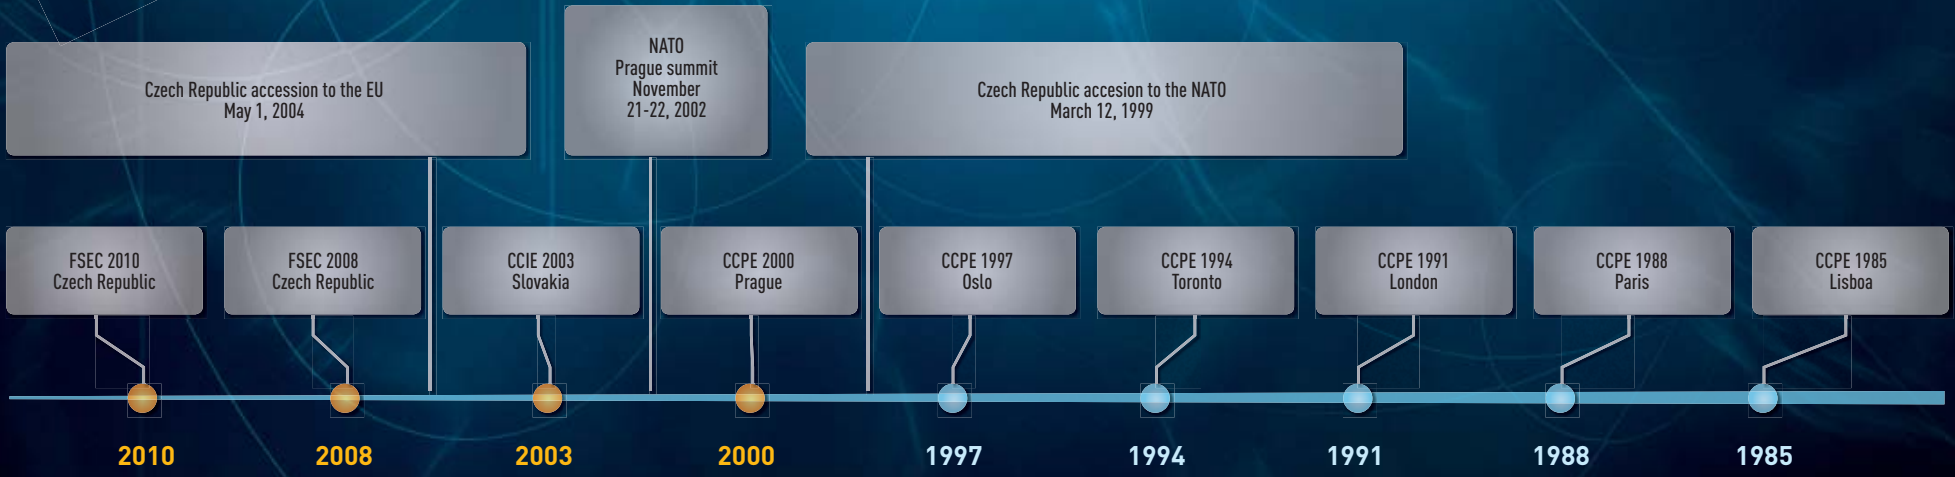 Czech Republic accession to the EU
May 1, 2004
NATO
Prague summit
November
21-22, 2002
Czech Republic accesion to the NATO
March 12, 1999
FSEC 2010
Czech Republic
FSEC 2008
Czech Republic
CCIE 2003
Slovakia
CCPE 2000
Prague
CCPE 1997
Oslo
CCPE 1994
Toronto
CCPE 1991
London
CCPE 1988
Paris
CCPE 1985
Lisboa
2010
2008
2003
2000
1997
1994
1991
1988
1985